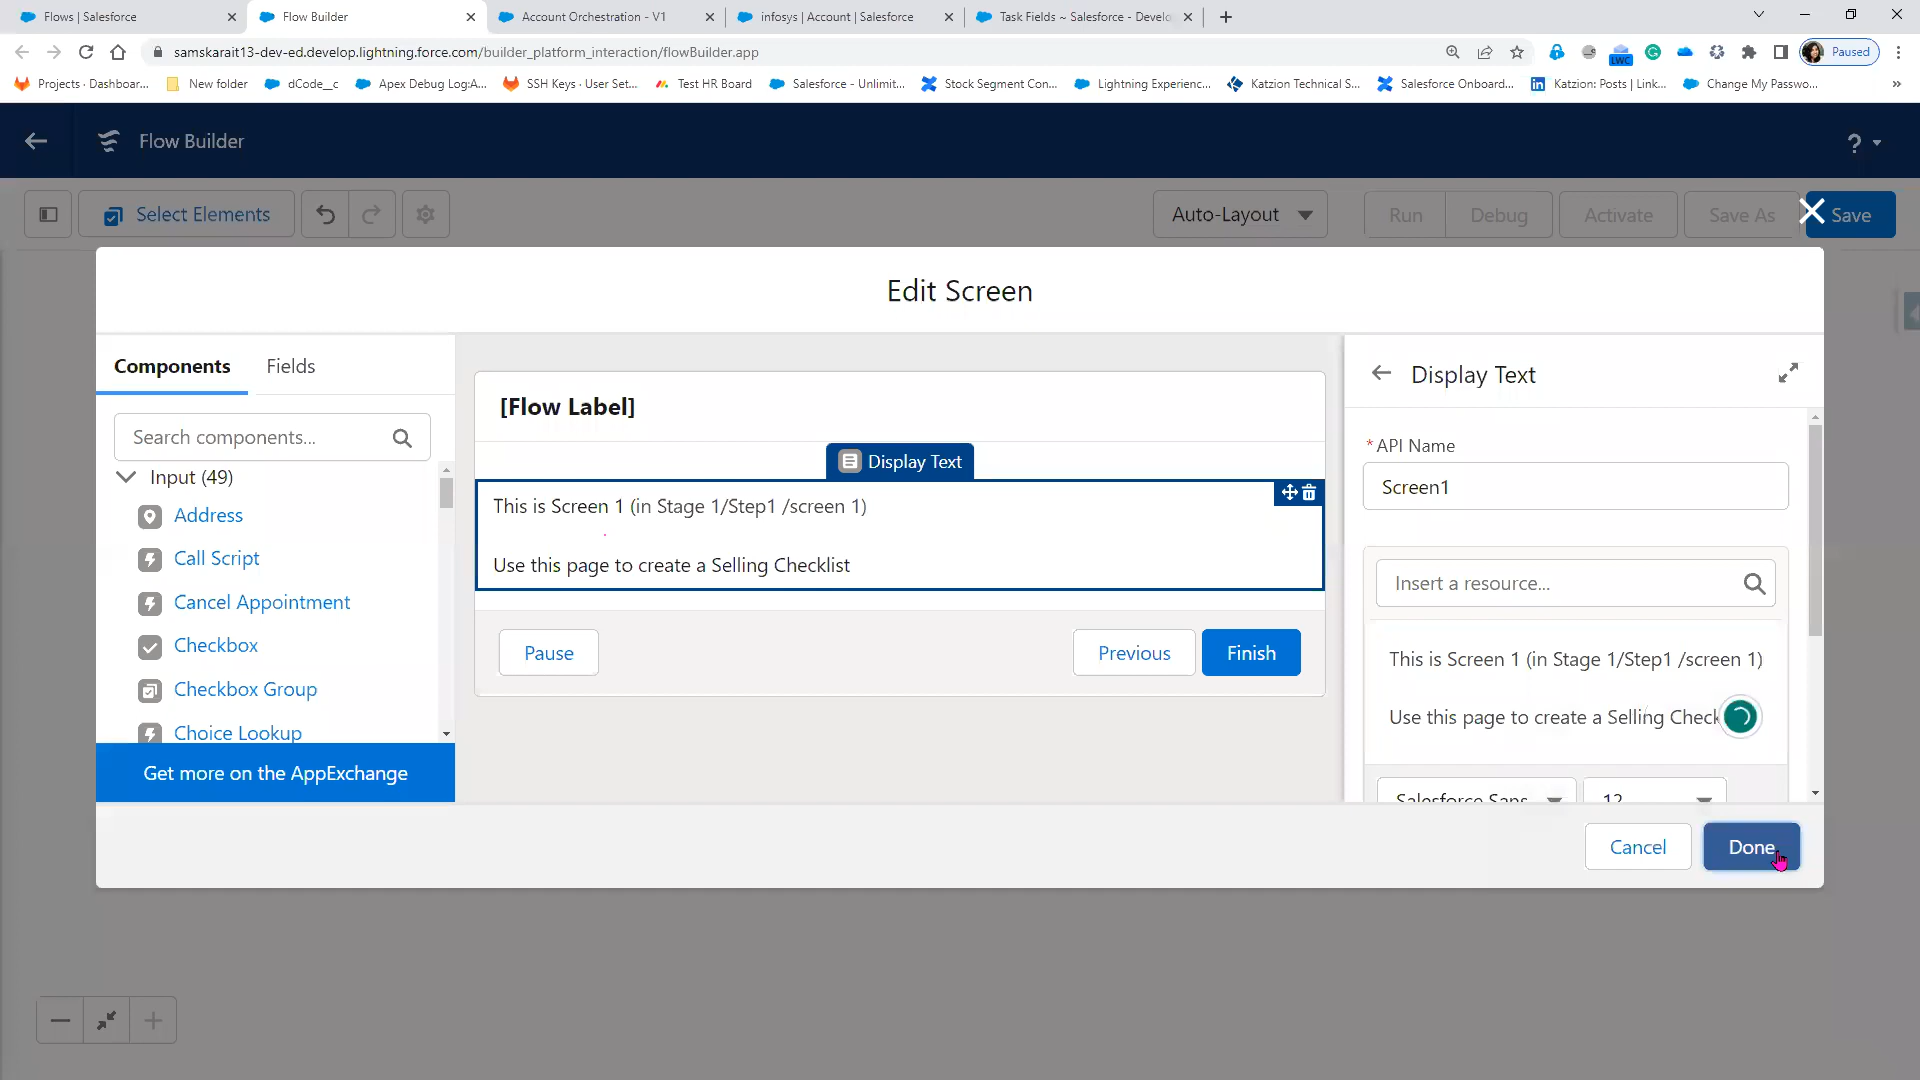 Flows | Salesforce
Flow Builder
Account Orchestration - V1
infosys | Account | Salesforce
Task Fields ~ Salesforce - Develo
samskarait13-dev-ed.develop.lightning.force.com/builder_platform_interaction/flowBuilder.app
LWC
Paused
Projects · Dashboar...
New folder
dCode__c
Apex Debug Log:A...
SSH Keys · User Set...
Test HR Board
Salesforce - Unlimit...
Stock Segment Con...
Lightning Experienc...
Katzion Technical S...
Salesforce Onboard...
Katzion: Posts | Link...
Change My Passwo...
Flow Builder
?
Select Elements
Auto-Layout
Run
Debug
Activate
Save As
Save
Edit Screen
Components
Fields
Search components...
Input (49)
Address
Call Script
Cancel Appointment
Checkbox
Checkbox Group
Choice Lookup
Get more on the AppExchange
[Flow Label]
Display Text
This is Screen 1 (in Stage 1/Step1 /screen 1)
Use this page to create a Selling Checklist
Pause
Previous
Finish
Display Text
*API Name
Screen1
Insert a resource...
This is Screen 1 (in Stage 1/Step1 /screen 1)
Use this page to create a Selling Check
Salesforce Sans
12
Cancel
Done